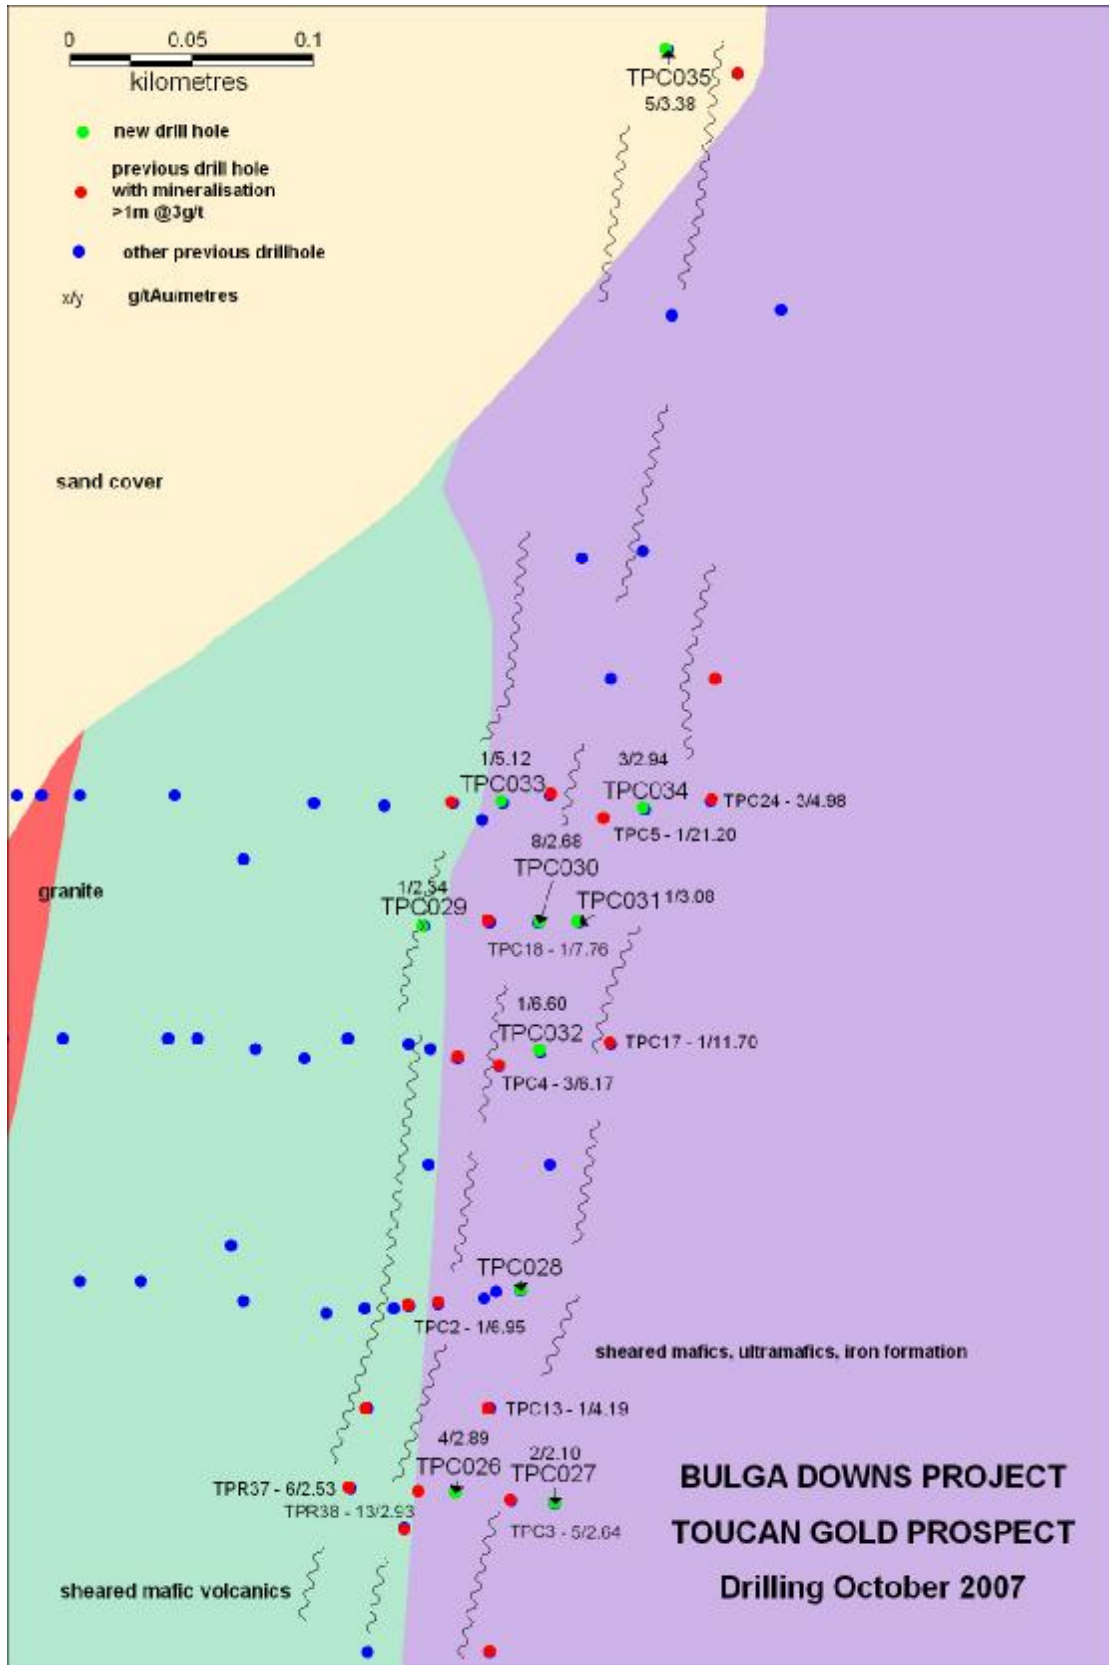 0 0.05 0.1
kilometres
new drill hole
previous drill hole
with mineralisation
>1m @3g/t
other previous drillhole
x/y g/tAu/metres
TPC035
5/3.38
sand cover
1/5.12
TPC033
3/2.94
TPC034
TPC24 - 3/4.98
TPC5 - 1/21.20
8/2.68
TPC030
granite
1/2.54
TPC029
TPC031 1/3.08
TPC18 - 1/7.76
1/6.60
TPC032
TPC17 - 1/11.70
TPC4 - 3/6.17
TPC028
TPC2 - 1/6.95
sheared mafics, ultramafics, iron formation
TPC13 - 1/4.19
4/2.89
TPC026
2/2.10
TPC027
TPR37 - 6/2.53
TPR38 - 13/2.93
TPC3 - 5/2.64
BULGA DOWNS PROJECT
TOUCAN GOLD PROSPECT
Drilling October 2007
sheared mafic volcanics